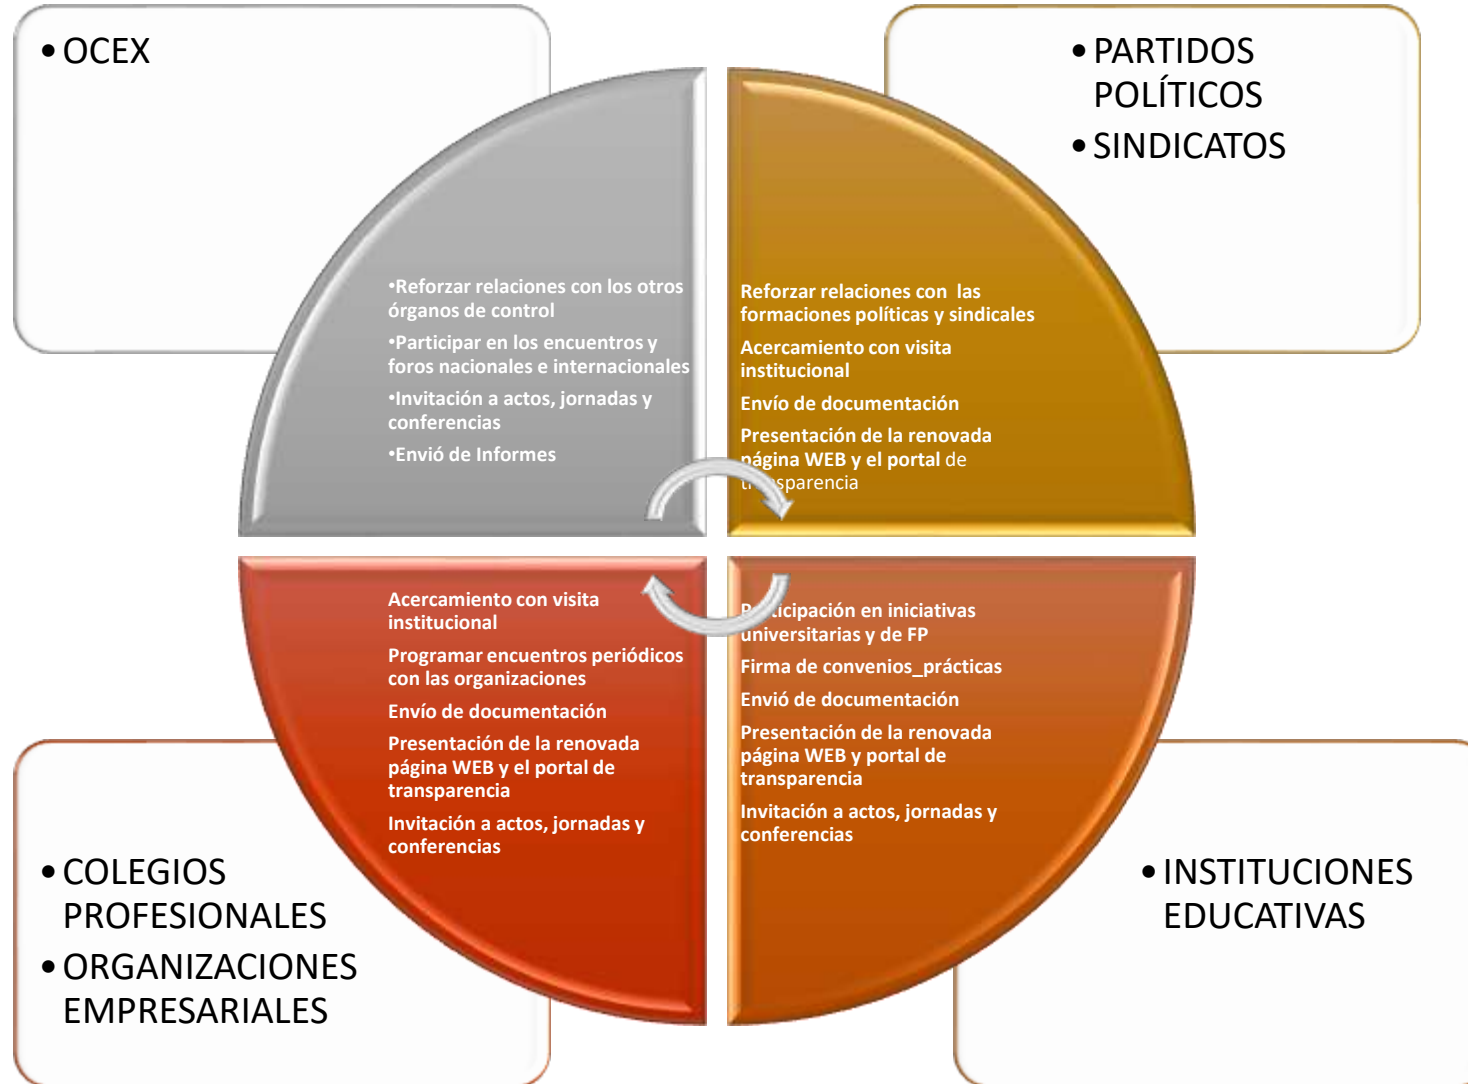 •OCEX
•Reforzar relaciones con los otros
órganos de control
•Participar en los encuentros y
foros nacionales e internacionales
•Invitación a actos, jornadas y
conferencias
•Envió de Informes
•PARTIDOS
POLÍTICOS
•SINDICATOS
Reforzar relaciones con  las
formaciones políticas y sindicales
Acercamiento con visita
institucional
Envío de documentación
Presentación de la renovada
página WEB y el portal de
transparencia
Acercamiento con visita
institucional
Programar encuentros periódicos
con las organizaciones
Envío de documentación
Presentación de la renovada
página WEB y el portal de
transparencia
Invitación a actos, jornadas y
conferencias
•COLEGIOS
PROFESIONALES
•ORGANIZACIONES
EMPRESARIALES
Participación en iniciativas
universitarias y de FP
Firma de convenios_prácticas
Envió de documentación
Presentación de la renovada
página WEB y portal de
transparencia
Invitación a actos, jornadas y
conferencias
•INSTITUCIONES
EDUCATIVAS